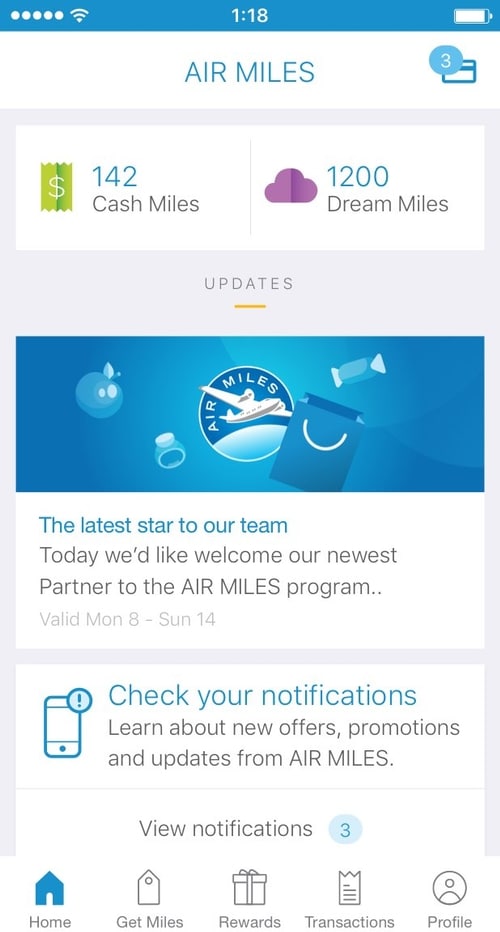 1:18
AIR MILES
3
142
Cash Miles
$
1200
Dream Miles
UPDATES
AIR MILES
The latest star to our team
Today we’d like welcome our newest
Partner to the AIR MILES program..
Valid Mon 8 - Sun 14
!
Check your notifications
Learn about new offers, promotions
and updates from AIR MILES.
View notifications 3
Home Get Miles Rewards Transactions Profile